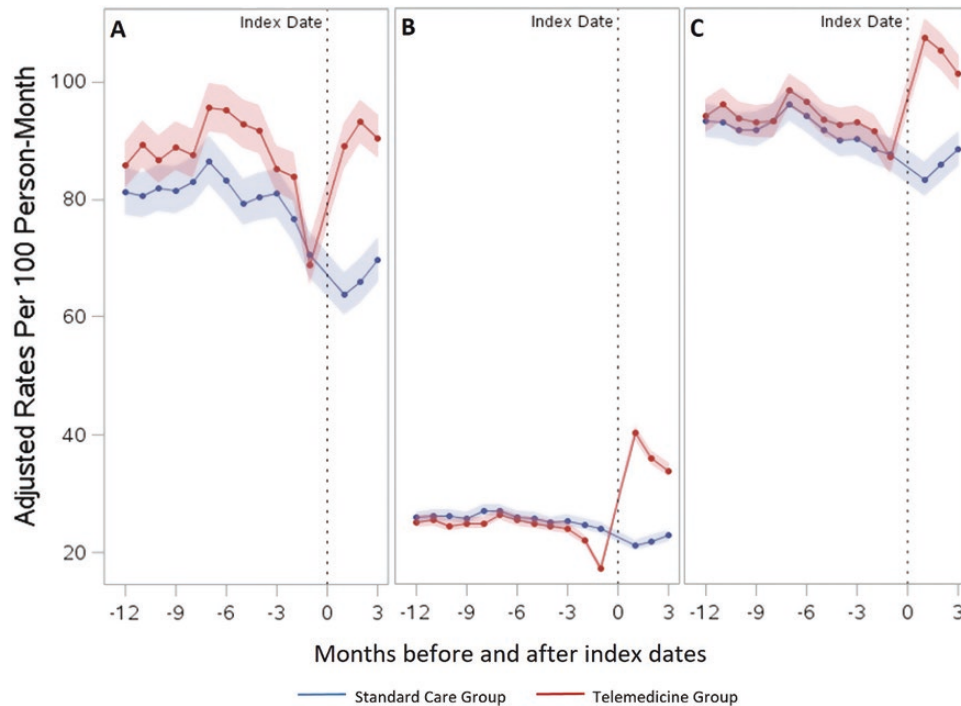 A Index Date B Index Date C Index Date
Adjusted Rates Per 100 Person-Month
100
80
60
40
20
-12 -9 -6 -3 0 3 -12 -9 -6 -3 0 3 -12 -9 -6 -3 0 3
Months before and after index dates
Standard Care Group Telemedicine Group